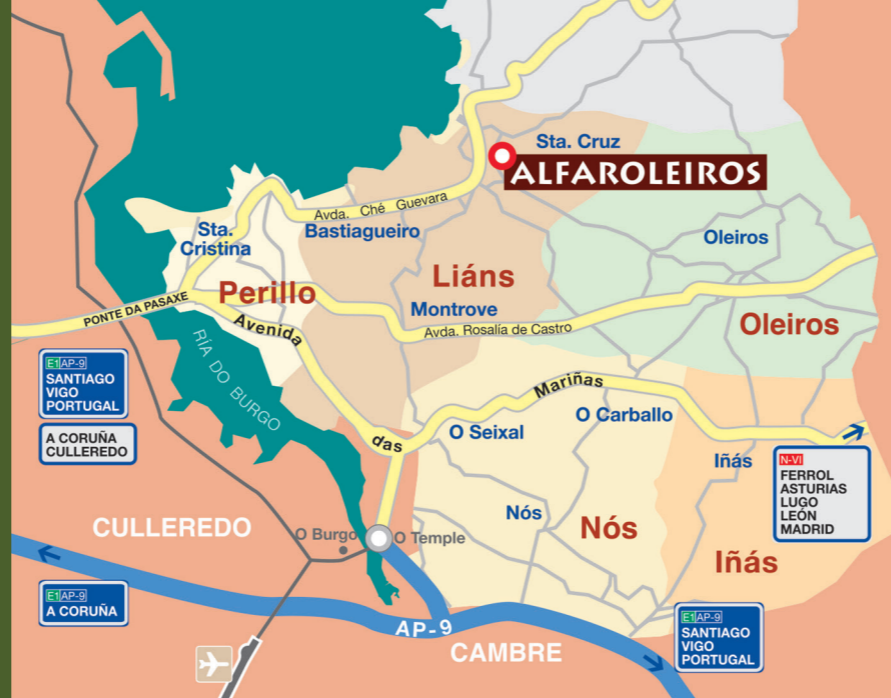 Sta. Cruz
ALFAROLEIROS
Avda. Ché Guevara
Sta.
Cristina
Bastiagueiro
Oleiros
Liáns
Perillo
PONTE DA PASAXE
Montrove
Avda. Rosalía de Castro
Oleiros
Avenida
das
Mariñas
RÍA DO BURGO
E1 AP-9
SANTIAGO
VIGO
PORTUGAL
A CORUÑA
CULLEREDO
O Seixal
O Carballo
Iñás
N-VI
FERROL
ASTURIAS
LUGO
LEÓN
MADRID
CULLEREDO
O Burgo
O Temple
Nós
Nós
Iñás
E1 AP-9
A CORUÑA
AP-9
CAMBRE
E1 AP-9
SANTIAGO
VIGO
PORTUGAL